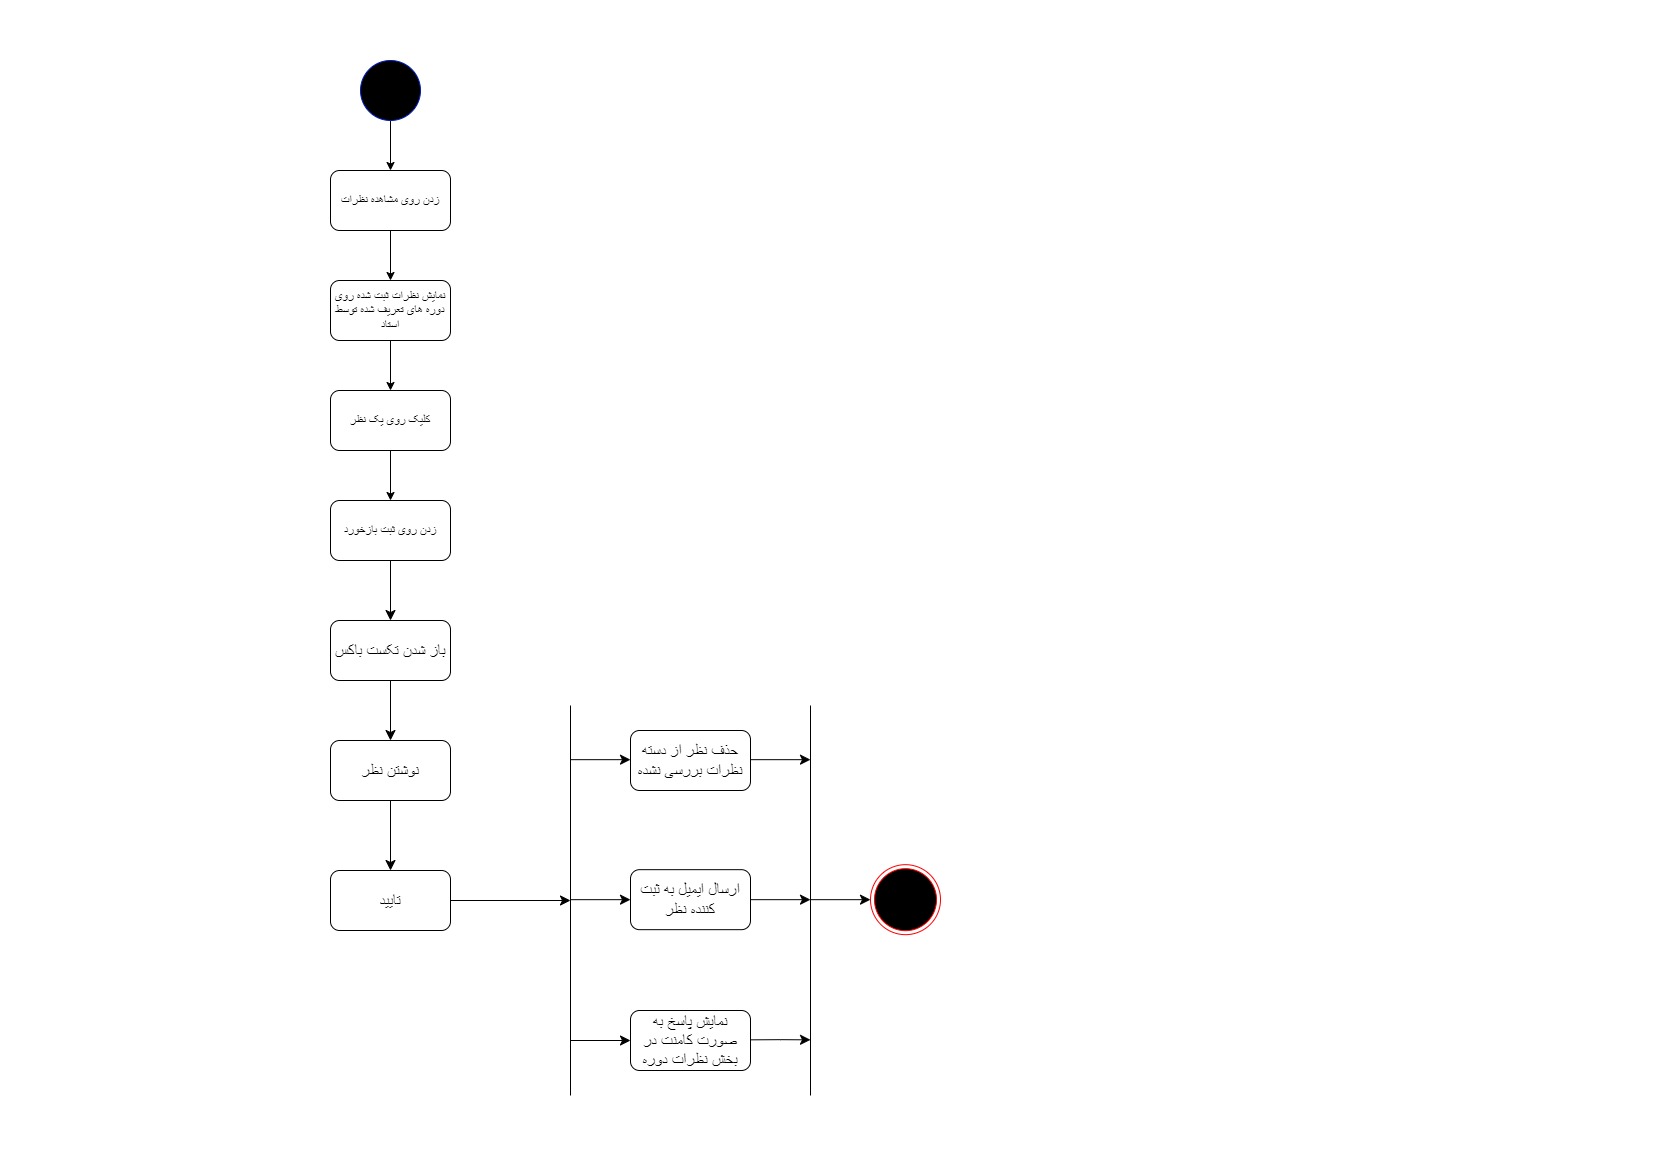 زدن روی مشاهده نظرات
نمایش نظرات ثبت شده روی
دوره های تعریف شده توسط
استاد
کلیک روی یک نظر
زدن روی ثبت بازخورد
باز شدن تکست باکس
نوشتن نظر
تایید
حذف نظر از دسته
نظرات بررسی نشده
ارسال ایمیل به ثبت
کننده نظر
نمایش پاسخ به
صورت کامنت در
بخش نظرات دوره